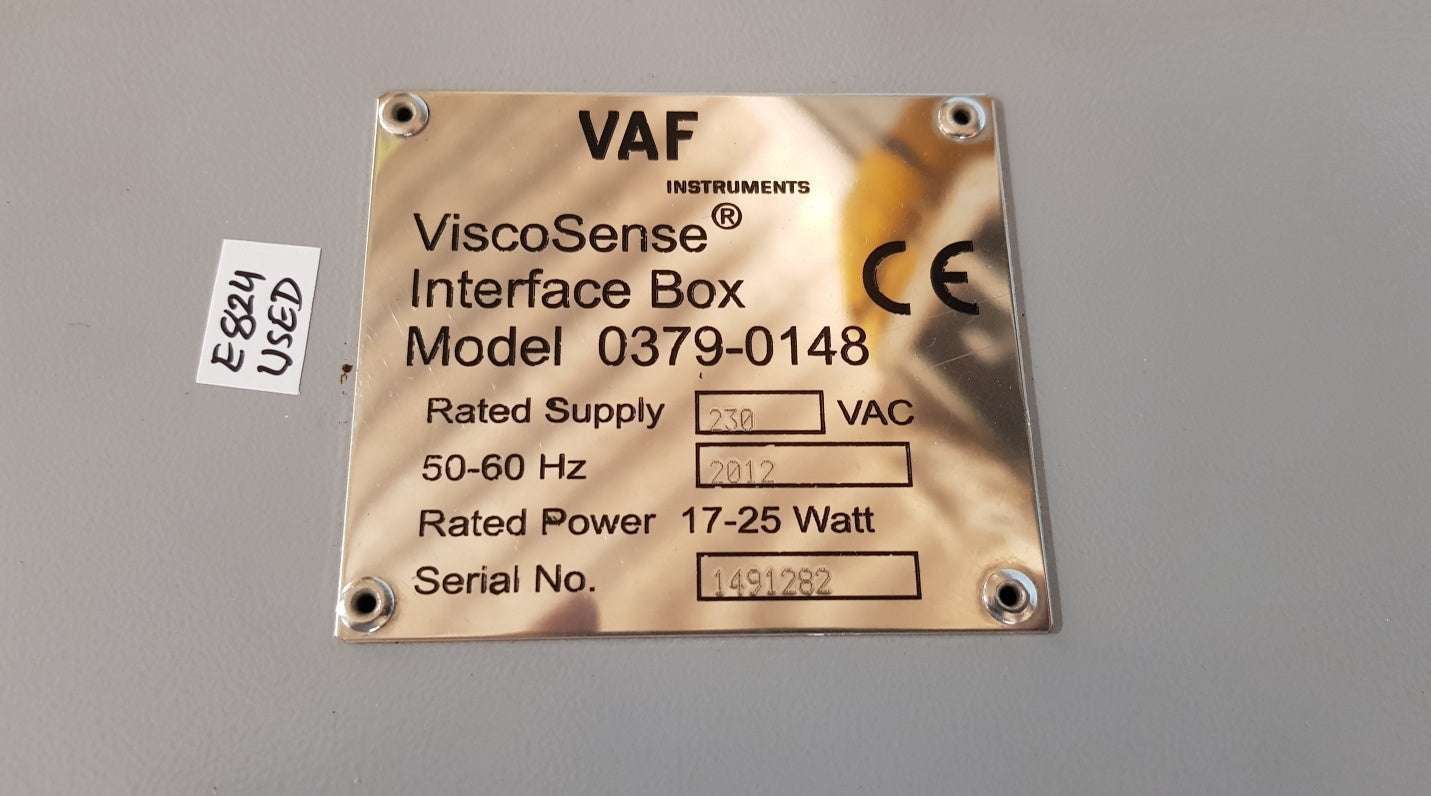 VAF
INSTRUMENTS
ViscoSense®
Interface Box
Model 0379-0148
CE
Rated Supply 230 VAC
50-60 Hz 2012
Rated Power 17-25 Watt
Serial No. 1491282
E824
USED